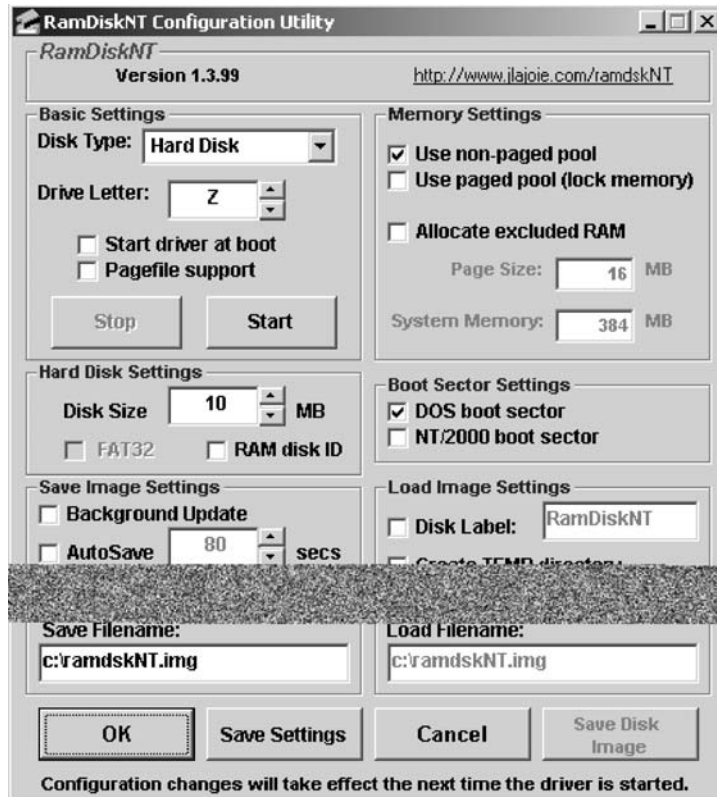 RamDiskNT Configuration Utility
RamDiskNT
Version 1.3.99
http://www.jlajoie.com/ramdskNT
Basic Settings
Disk Type: Hard Disk
Drive Letter: Z
Start driver at boot
Pagefile support
Stop Start
Memory Settings
Use non-paged pool
Use paged pool (lock memory)
Allocate excluded RAM
Page Size: 16 MB
System Memory: 384 MB
Hard Disk Settings
Disk Size 10 MB
FAT32 RAM disk ID
Boot Sector Settings
DOS boot sector
NT/2000 boot sector
Save Image Settings
Background Update
AutoSave 80 secs
Load Image Settings
Disk Label: RamDiskNT
Create TEMP directory
Save Filename:
c:\ramdskNT.img
Load Filename:
c:\ramdskNT.img
OK Save Settings Cancel Save Disk Image
Configuration changes will take effect the next time the driver is started.